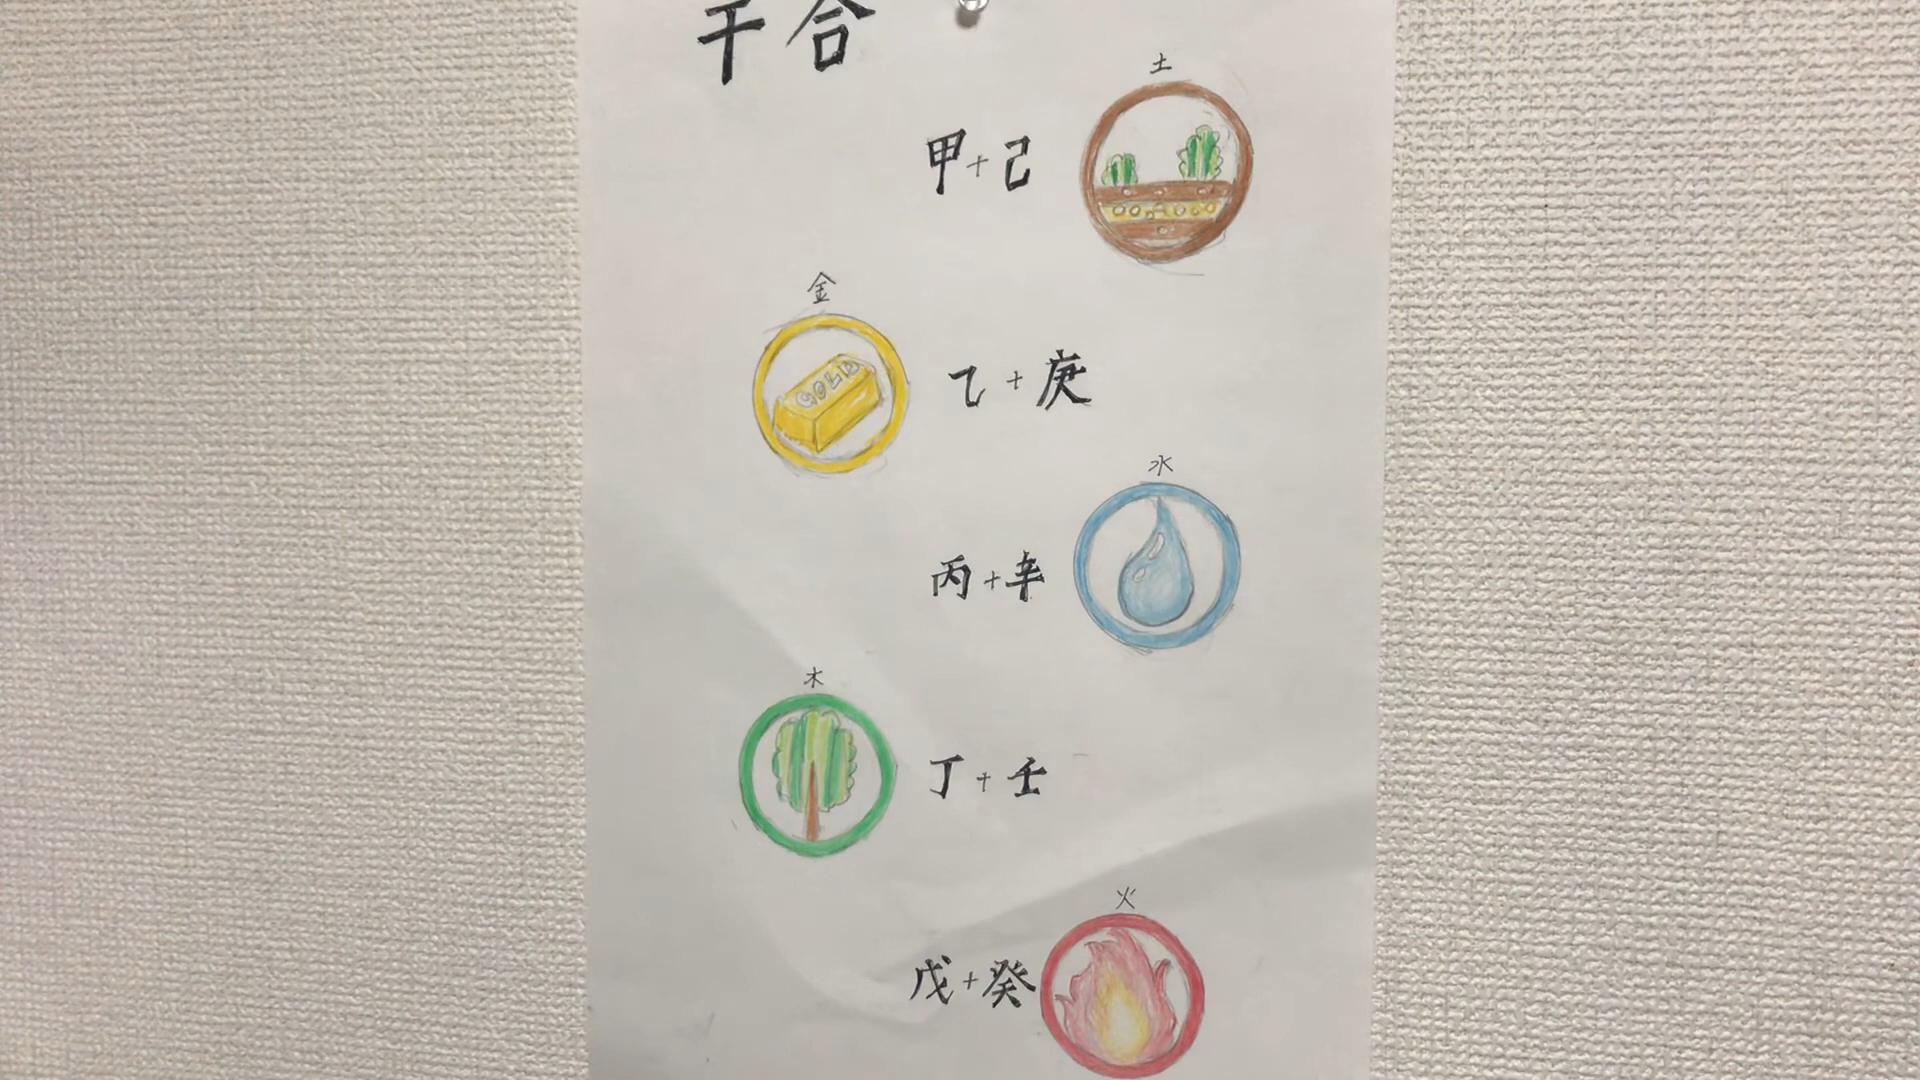 干合
土
甲+己
金
GOLD
乙+庚
水
丙+辛
木
丁+壬
火
戊+癸